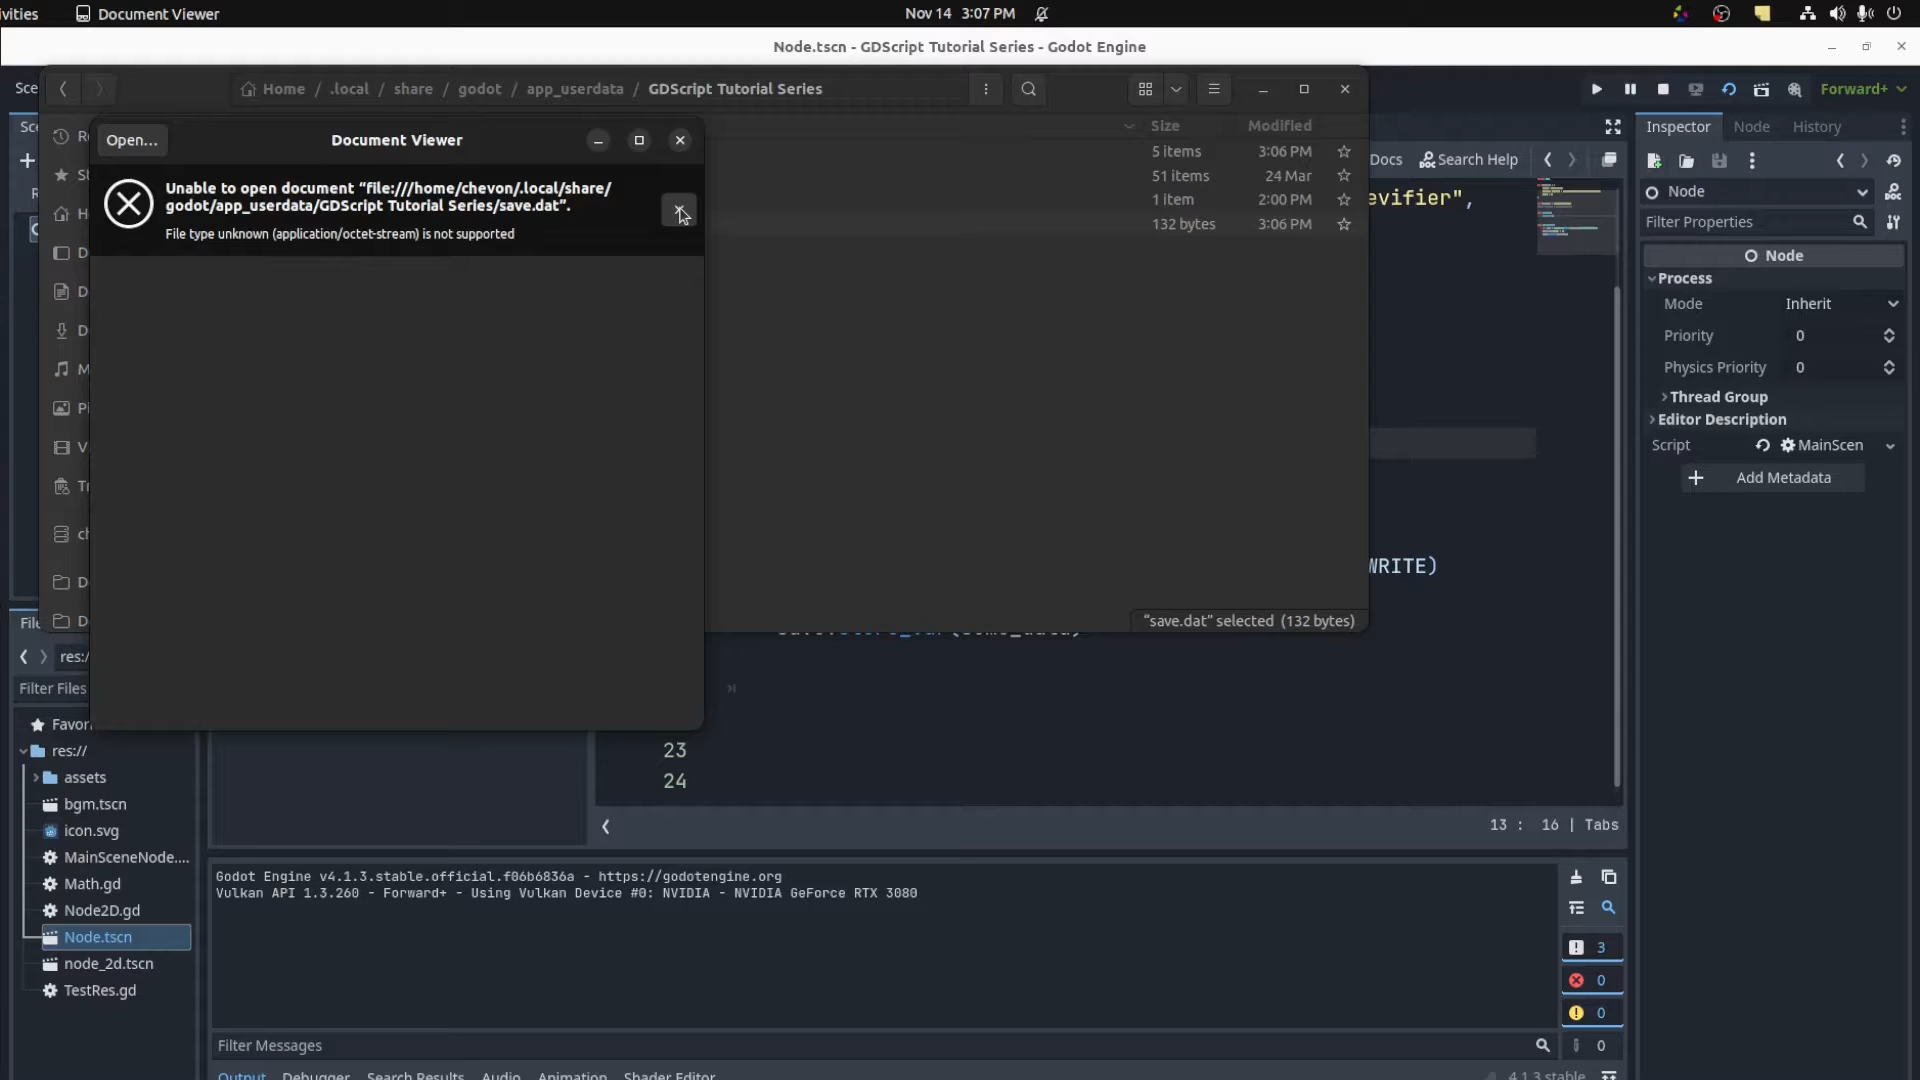 ivities
Document Viewer
Nov 14 3:07 PM
Node.tscn - GDScript Tutorial Series - Godot Engine
Home / .local / share / godot / app_userdata / GDScript Tutorial Series
Forward+
Open...
Document Viewer
Unable to open document “file:///home/chevon/.local/share/
godot/app_userdata/GDScript Tutorial Series/save.dat”.
File type unknown (application/octet-stream) is not supported
Size
Modified
5 items
3:06 PM
51 items
24 Mar
1 item
2:00 PM
132 bytes
3:06 PM
“save.dat” selected (132 bytes)
Docs
Search Help
evifier",
WRITE)
23
24
13 : 16 | Tabs
Inspector
Node
History
Node
Filter Properties
Node
Process
Mode
Inherit
Priority
0
Physics Priority
0
Thread Group
Editor Description
Script
MainScen
Add Metadata
res://
Filter Files
Favor
res://
assets
bgm.tscn
icon.svg
MainSceneNode....
Math.gd
Node2D.gd
Node.tscn
node_2d.tscn
TestRes.gd
Godot Engine v4.1.3.stable.official.f06b6836a - https://godotengine.org
Vulkan API 1.3.260 - Forward+ - Using Vulkan Device #0: NVIDIA - NVIDIA GeForce RTX 3080
3
0
0
0
Filter Messages
Output
Debugger
Search Results
Audio
Animation
Shader Editor
4.1.3.stable